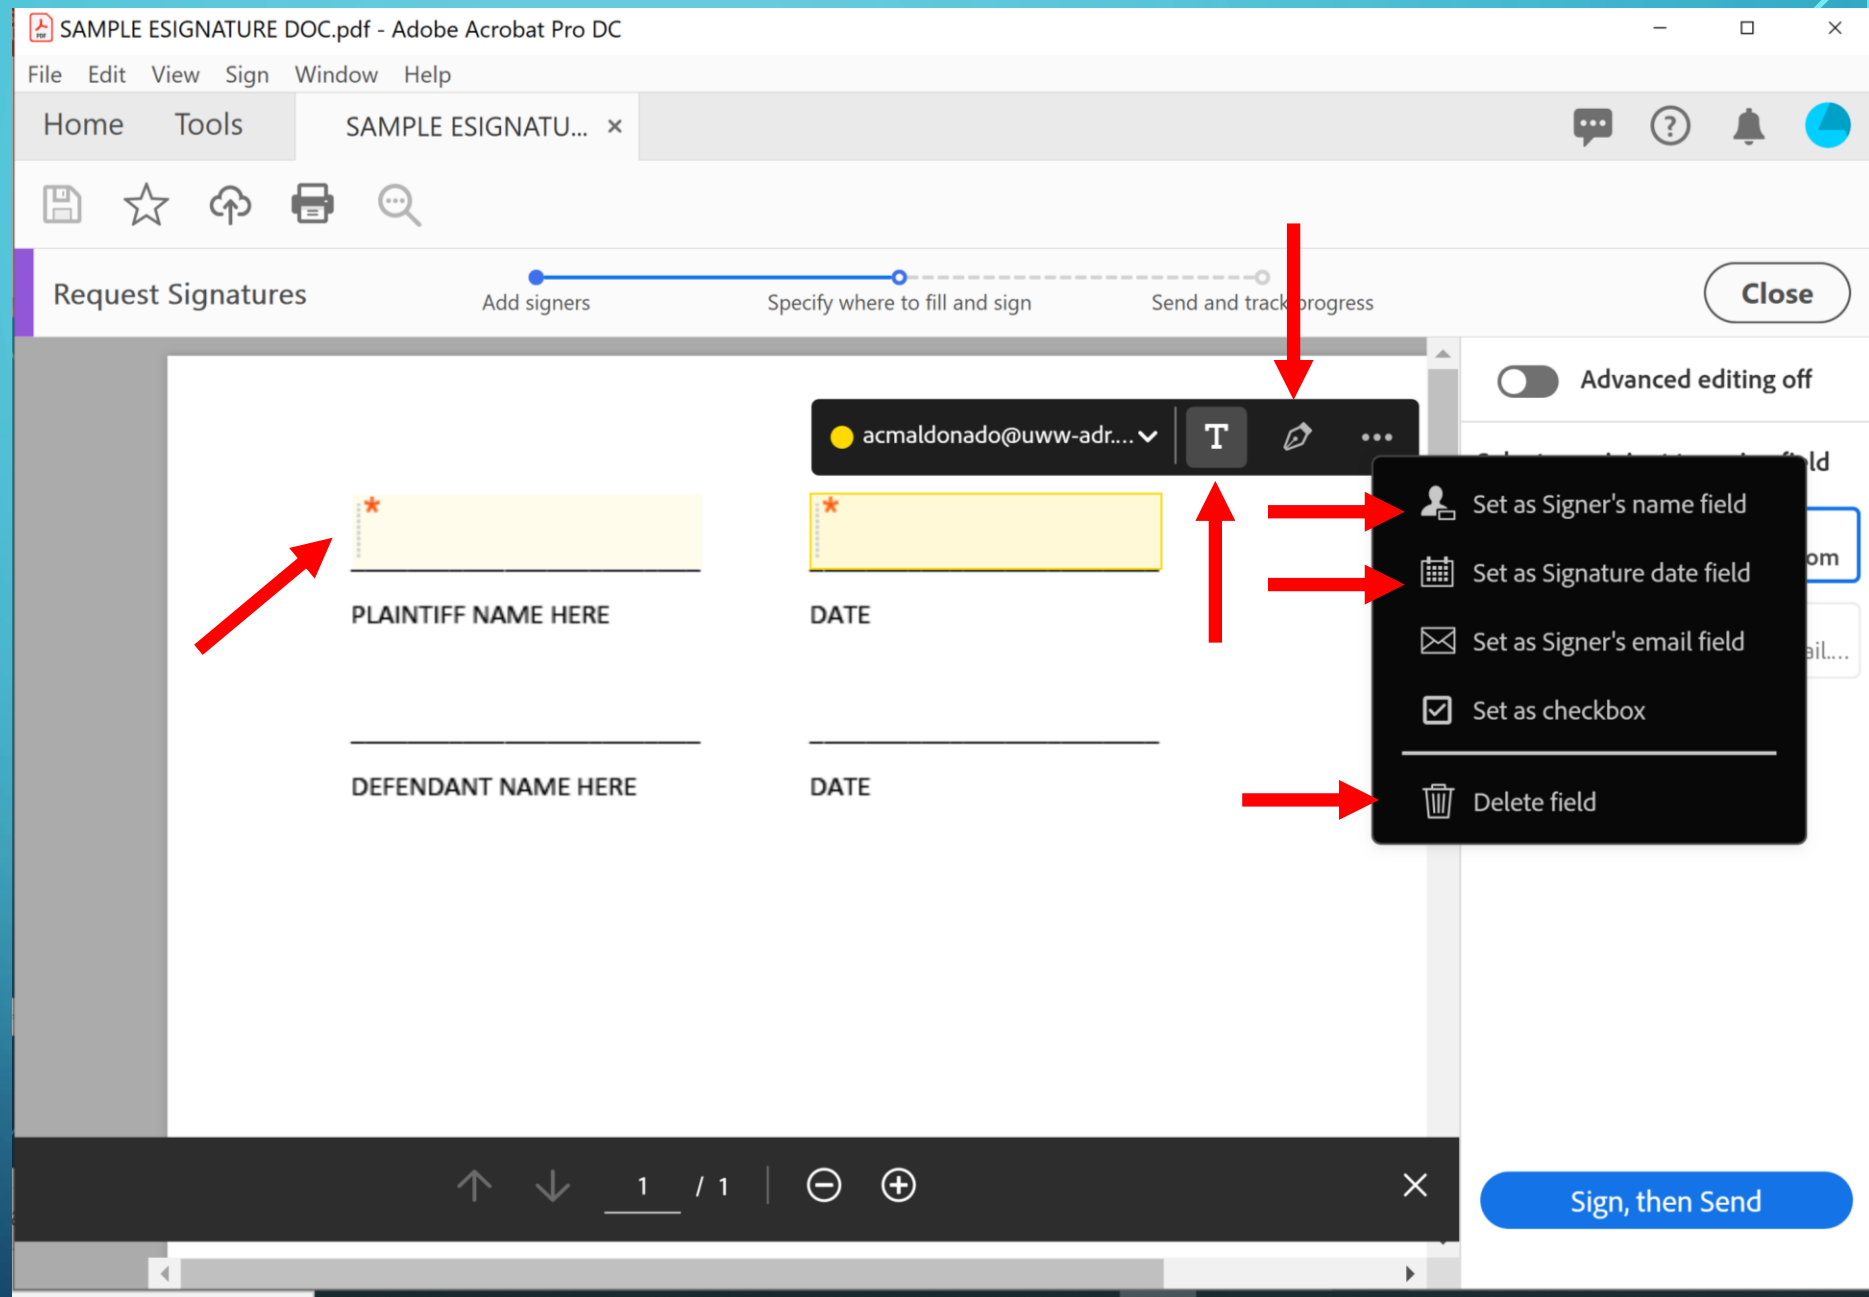 SAMPLE ESIGNATURE DOC.pdf - Adobe Acrobat Pro DC
File Edit View Sign Window Help
Home Tools SAMPLE ESIGNATU... ×
Request Signatures
Add signers
Specify where to fill and sign
Send and track progress
Close
Advanced editing off
acmaldonado@uww-adr.... T
ld
Set as Signer's name field
om
Set as Signature date field
Set as Signer's email field
ail....
Set as checkbox
Delete field
* *
PLAINTIFF NAME HERE DATE
DEFENDANT NAME HERE DATE
1 / 1
Sign, then Send